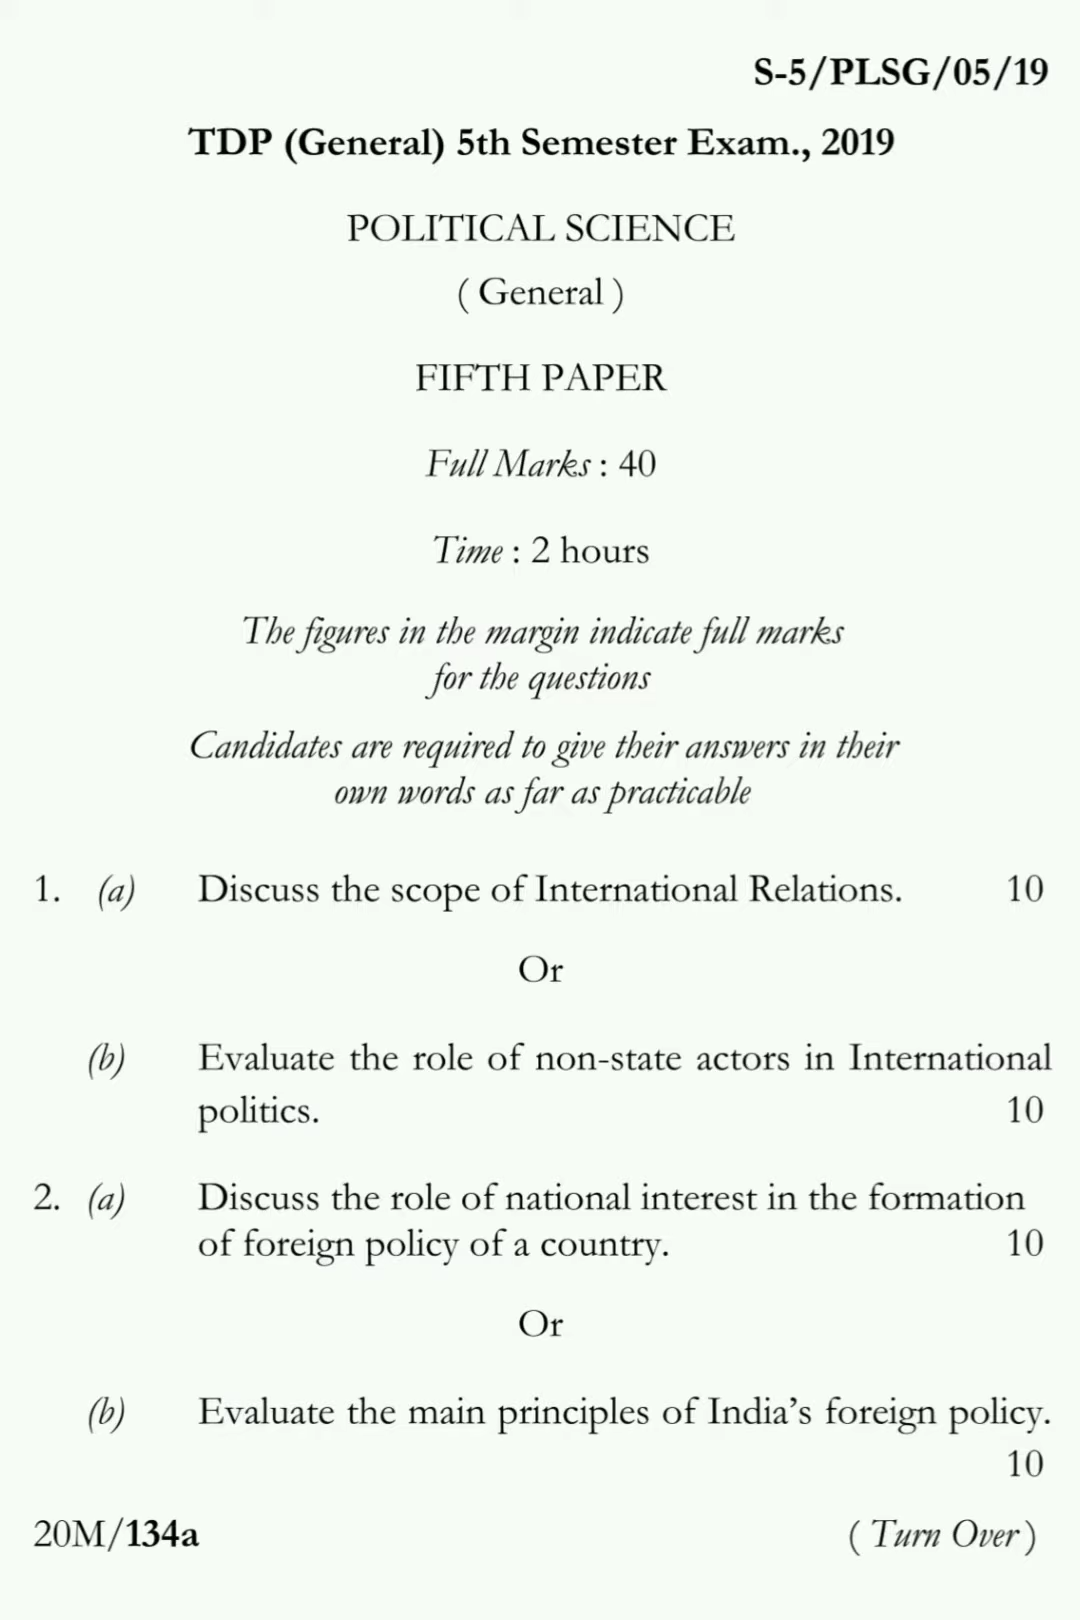 S-5/PLSG/05/19
TDP (General) 5th Semester Exam., 2019
POLITICAL SCIENCE
( General )
FIFTH PAPER
Full Marks : 40
Time : 2 hours
The figures in the margin indicate full marks
for the questions
Candidates are required to give their answers in their
own words as far as practicable
1. (a) Discuss the scope of International Relations. 10
Or
(b) Evaluate the role of non-state actors in International
politics. 10
2. (a) Discuss the role of national interest in the formation
of foreign policy of a country. 10
Or
(b) Evaluate the main principles of India’s foreign policy.
10
20M/134a ( Turn Over )